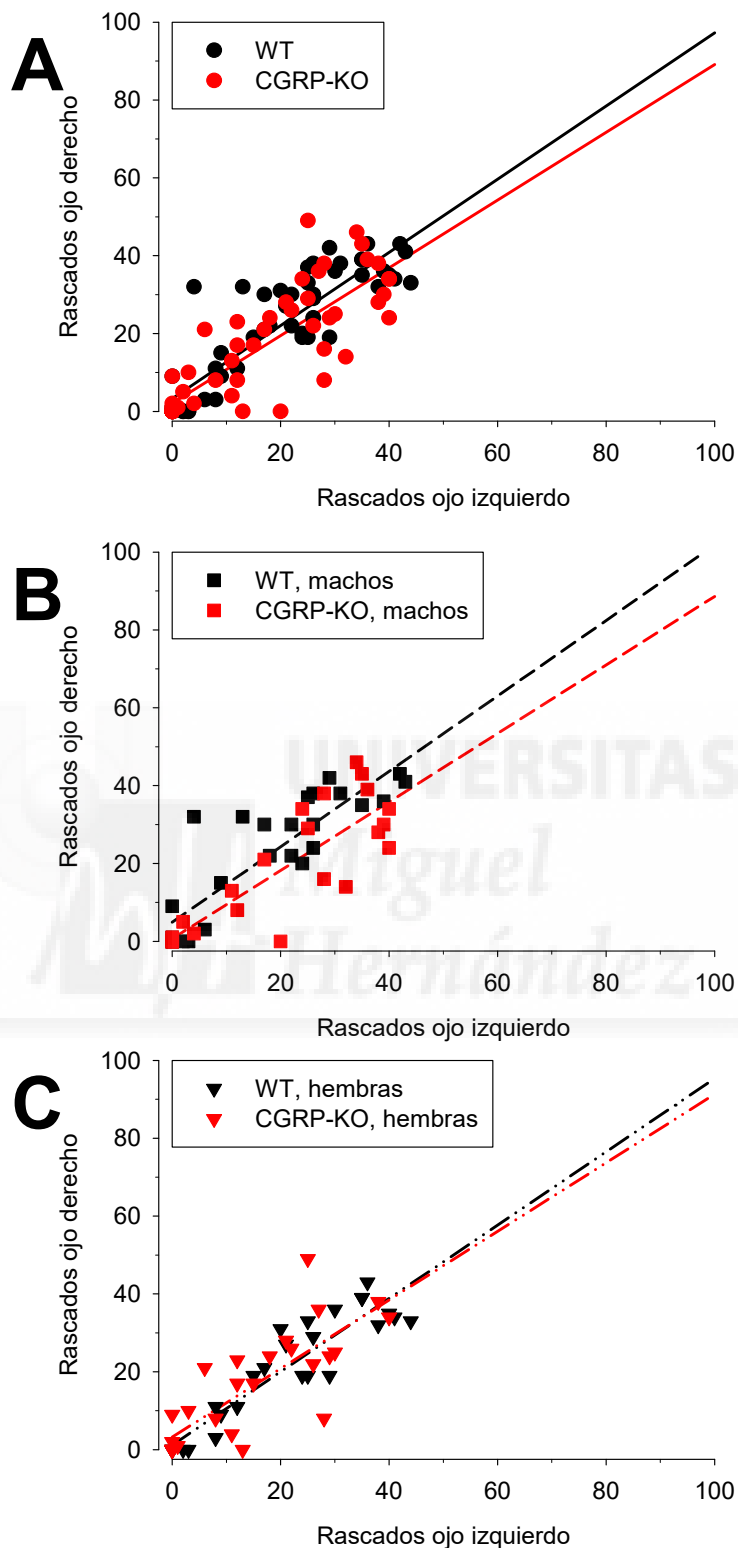 A
WT
CGRP-KO
Rascados ojo derecho
100
80
60
40
20
0
0 20 40 60 80 100
Rascados ojo izquierdo
B
WT, machos
CGRP-KO, machos
Rascados ojo derecho
100
80
60
40
20
0
0 20 40 60 80 100
Rascados ojo izquierdo
UNIVERSITAS
Miguel
Hernández
C
WT, hembras
CGRP-KO, hembras
Rascados ojo derecho
100
80
60
40
20
0
0 20 40 60 80 100
Rascados ojo izquierdo